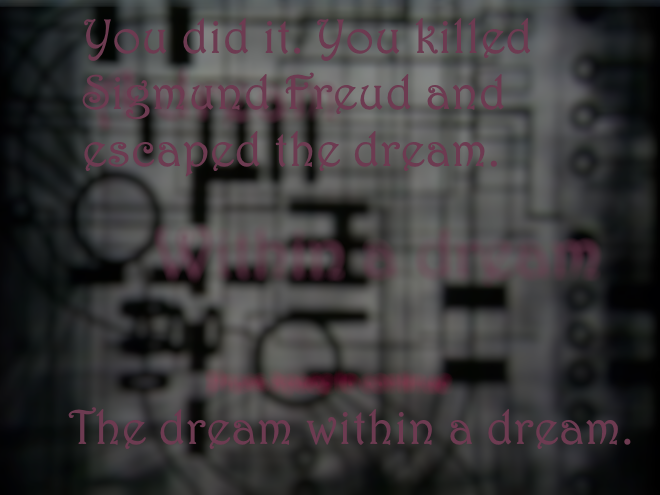 You did it. You killed
Sigmund Freud and
escaped the dream.
Within a dream
The dream within a dream.